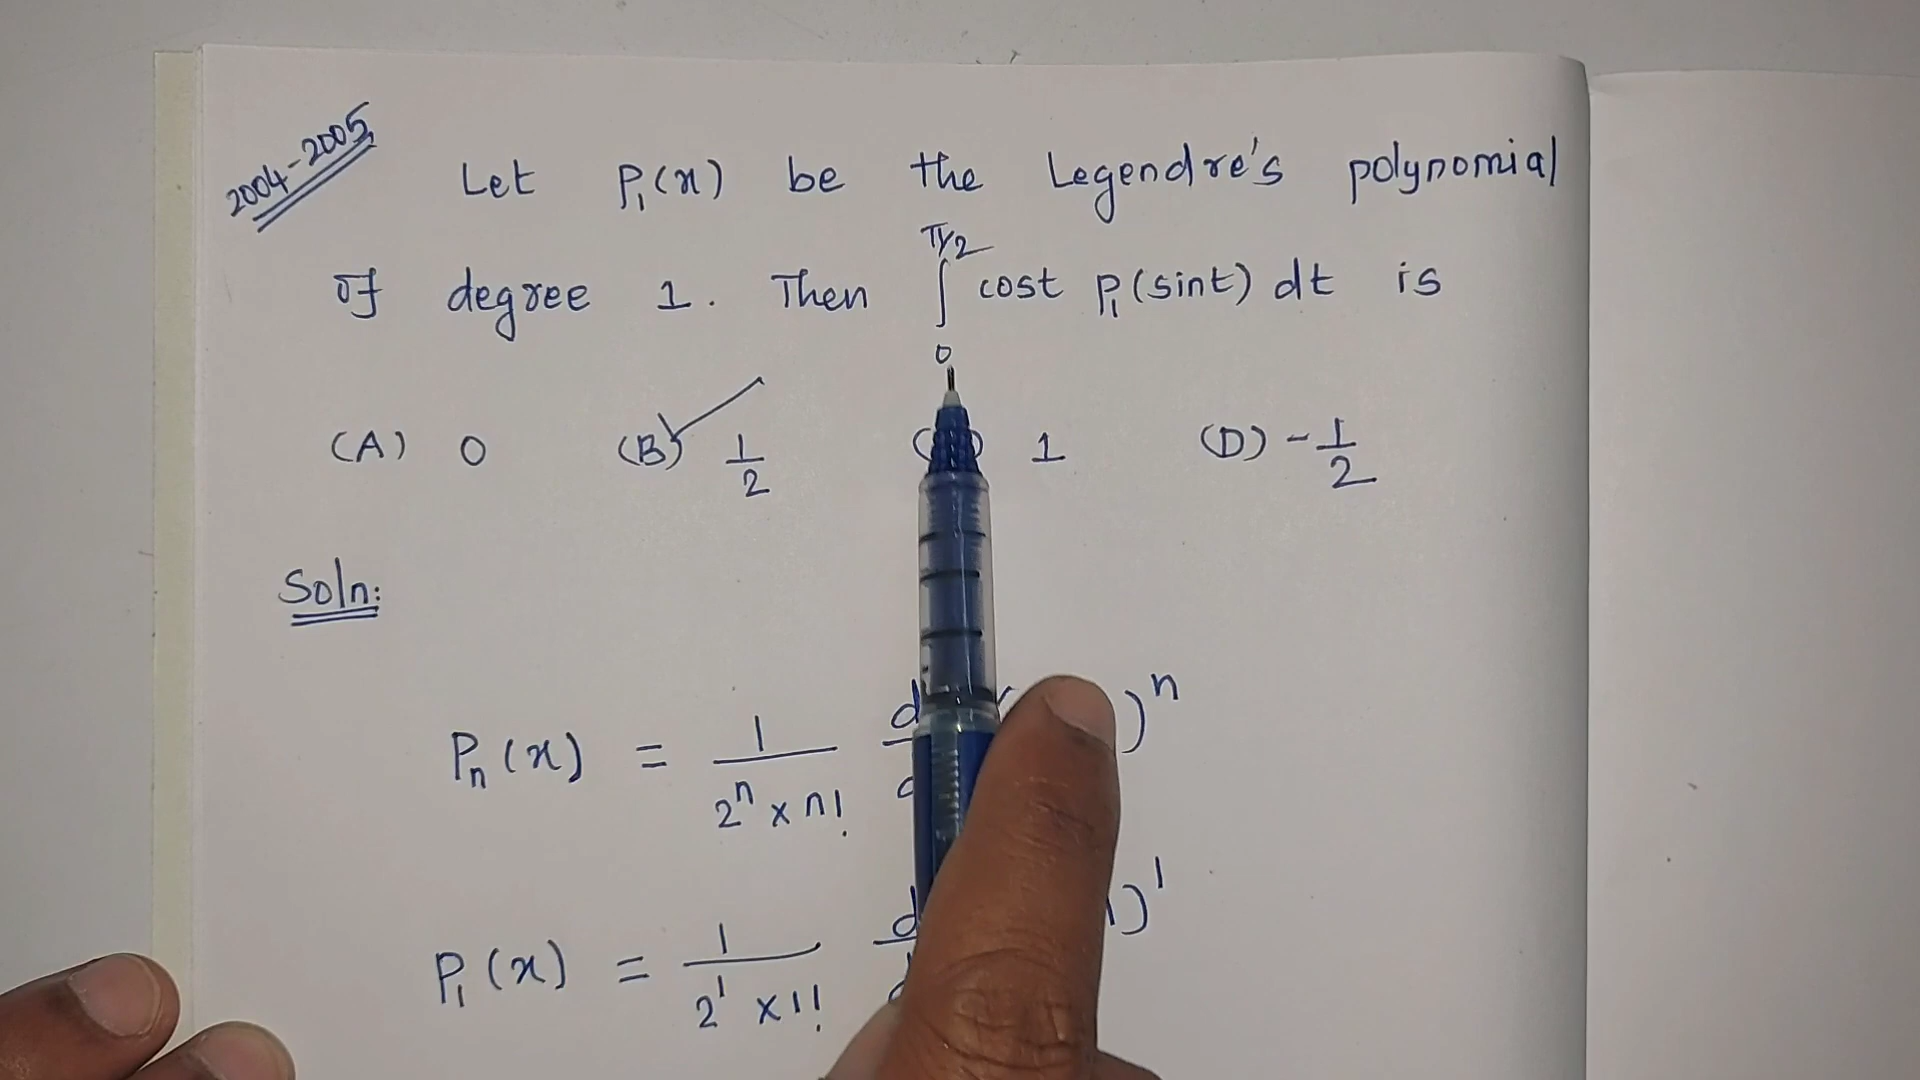 2004-2005
Let P₁(x) be the Legendre's polynomial
of degree 1. Then ∫₀^(π/2) cost P₁(sint) dt is
(A) 0 (B) 1/2 ) 1 (D) -1/2
Soln:
Pₙ(x) = 1/(2ⁿ × n!) d )ⁿ
P₁(x) = 1/(2¹ × 1!) d )¹